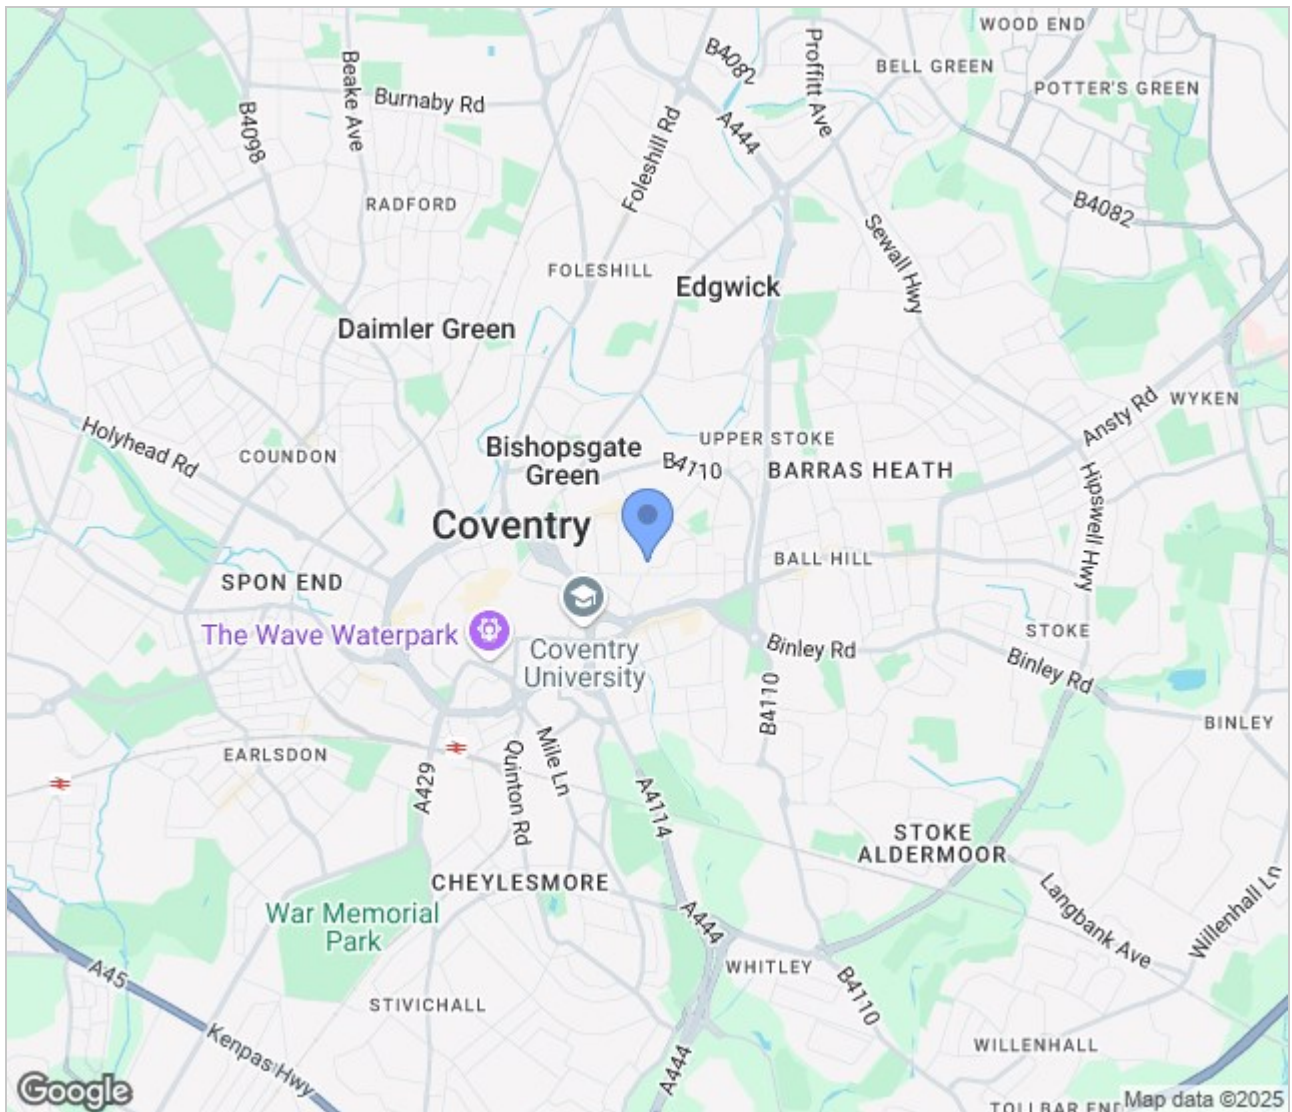 WOOD END
B4082
Proffitt Ave
BELL GREEN
POTTER'S GREEN
Beake Ave
Burnaby Rd
B4098
A444
Foleshill Rd
RADFORD
B4082
Sewall Hwy
FOLESHILL
Edgwick
Daimler Green
Holyhead Rd
COUNDON
Bishopsgate
Green
UPPER STOKE
B4110
BARRAS HEATH
Ansty Rd
WYKEN
Hipswell Hwy
Coventry
BALL HILL
SPON END
The Wave Waterpark
Coventry
University
Binley Rd
STOKE
Binley Rd
B4110
BINLEY
EARLSDON
A429
Quinton Rd
Mile Ln
A4114
STOKE
ALDERMOOR
CHEYLESMORE
War Memorial
Park
A444
Langbank Ave
Willenhall Ln
WHITLEY
B4110
A45
STIVICHALL
Kenpas Hwy
WILLENHALL
A444
TOLLBAR END
Google
Map data ©2025